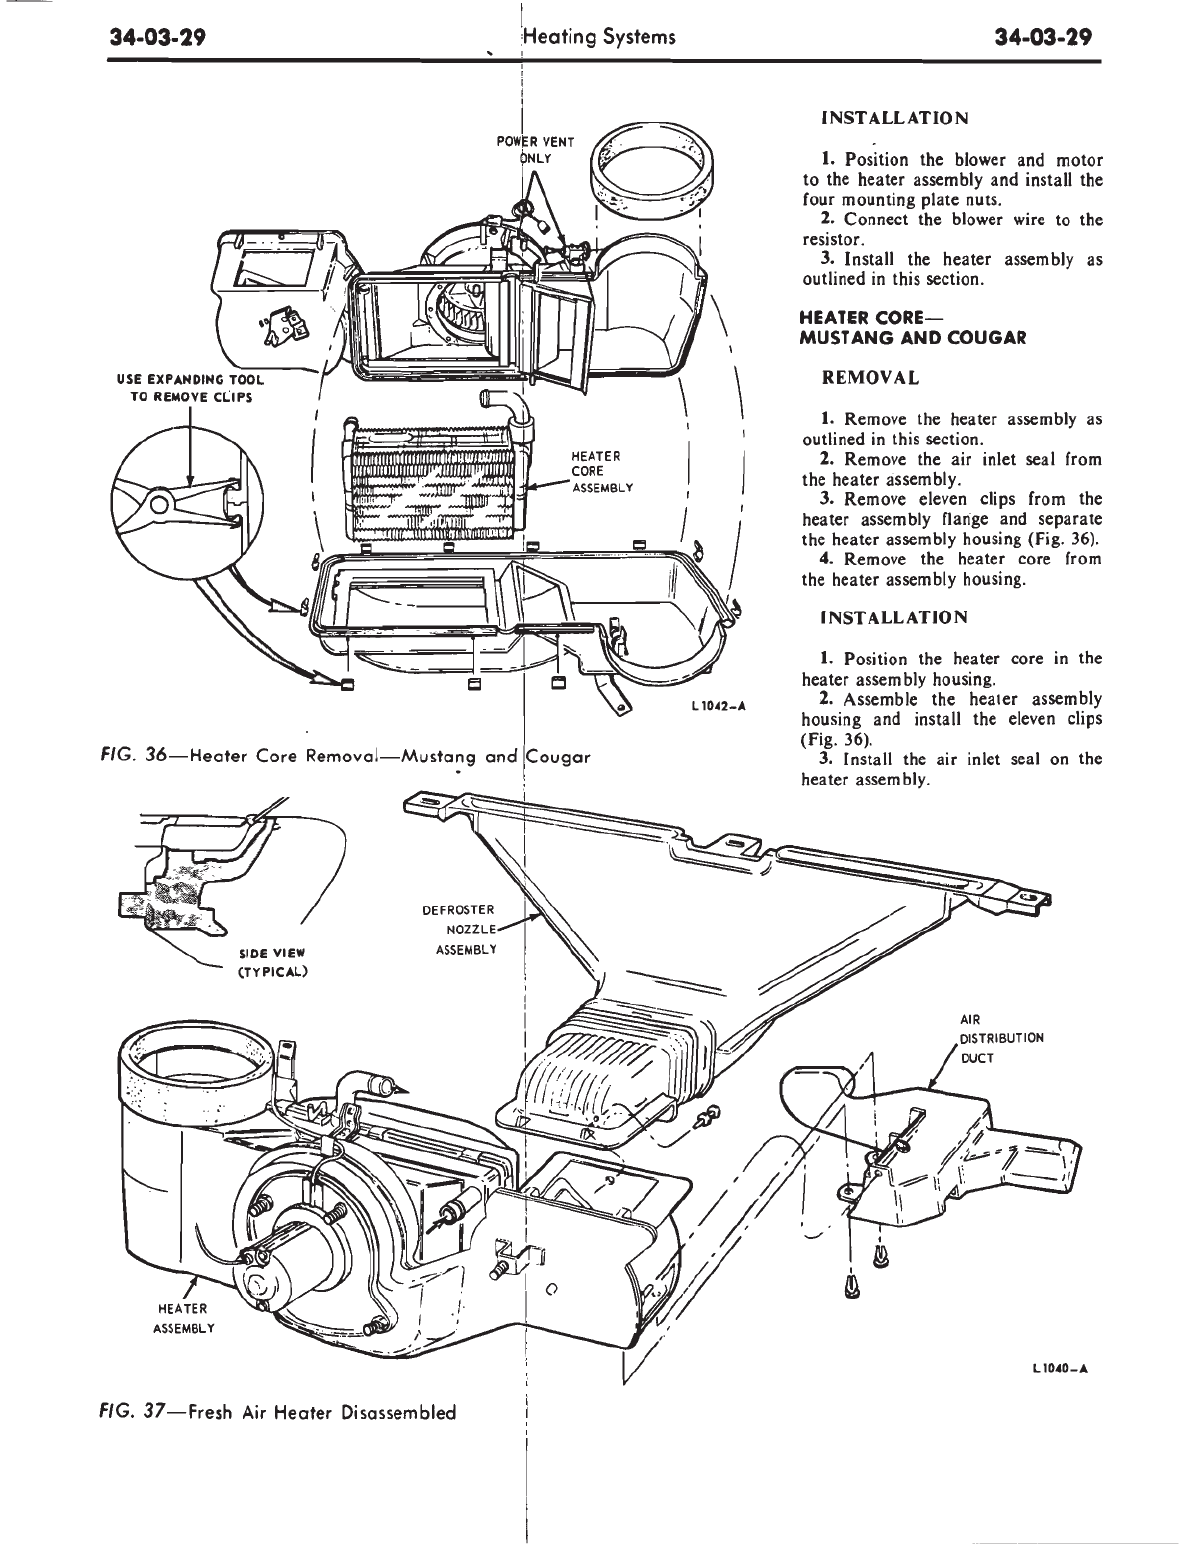 34-03-29 Heating Systems 34-03-29
POWER VENT
ONLY
USE EXPANDING TOOL
TO REMOVE CLIPS
HEATER
CORE
ASSEMBLY
L1042-A
FIG. 36—Heater Core Removal—Mustang and Cougar
INSTALLATION
1. Position the blower and motor
to the heater assembly and install the
four mounting plate nuts.
2. Connect the blower wire to the
resistor.
3. Install the heater assembly as
outlined in this section.
HEATER CORE—
MUSTANG AND COUGAR
REMOVAL
1. Remove the heater assembly as
outlined in this section.
2. Remove the air inlet seal from
the heater assembly.
3. Remove eleven clips from the
heater assembly flange and separate
the heater assembly housing (Fig. 36).
4. Remove the heater core from
the heater assembly housing.
INSTALLATION
1. Position the heater core in the
heater assembly housing.
2. Assemble the heater assembly
housing and install the eleven clips
(Fig. 36).
3. Install the air inlet seal on the
heater assembly.
SIDE VIEW
(TYPICAL)
DEFROSTER
NOZZLE
ASSEMBLY
AIR
DISTRIBUTION
DUCT
HEATER
ASSEMBLY
L1040-A
FIG. 37—Fresh Air Heater Disassembled